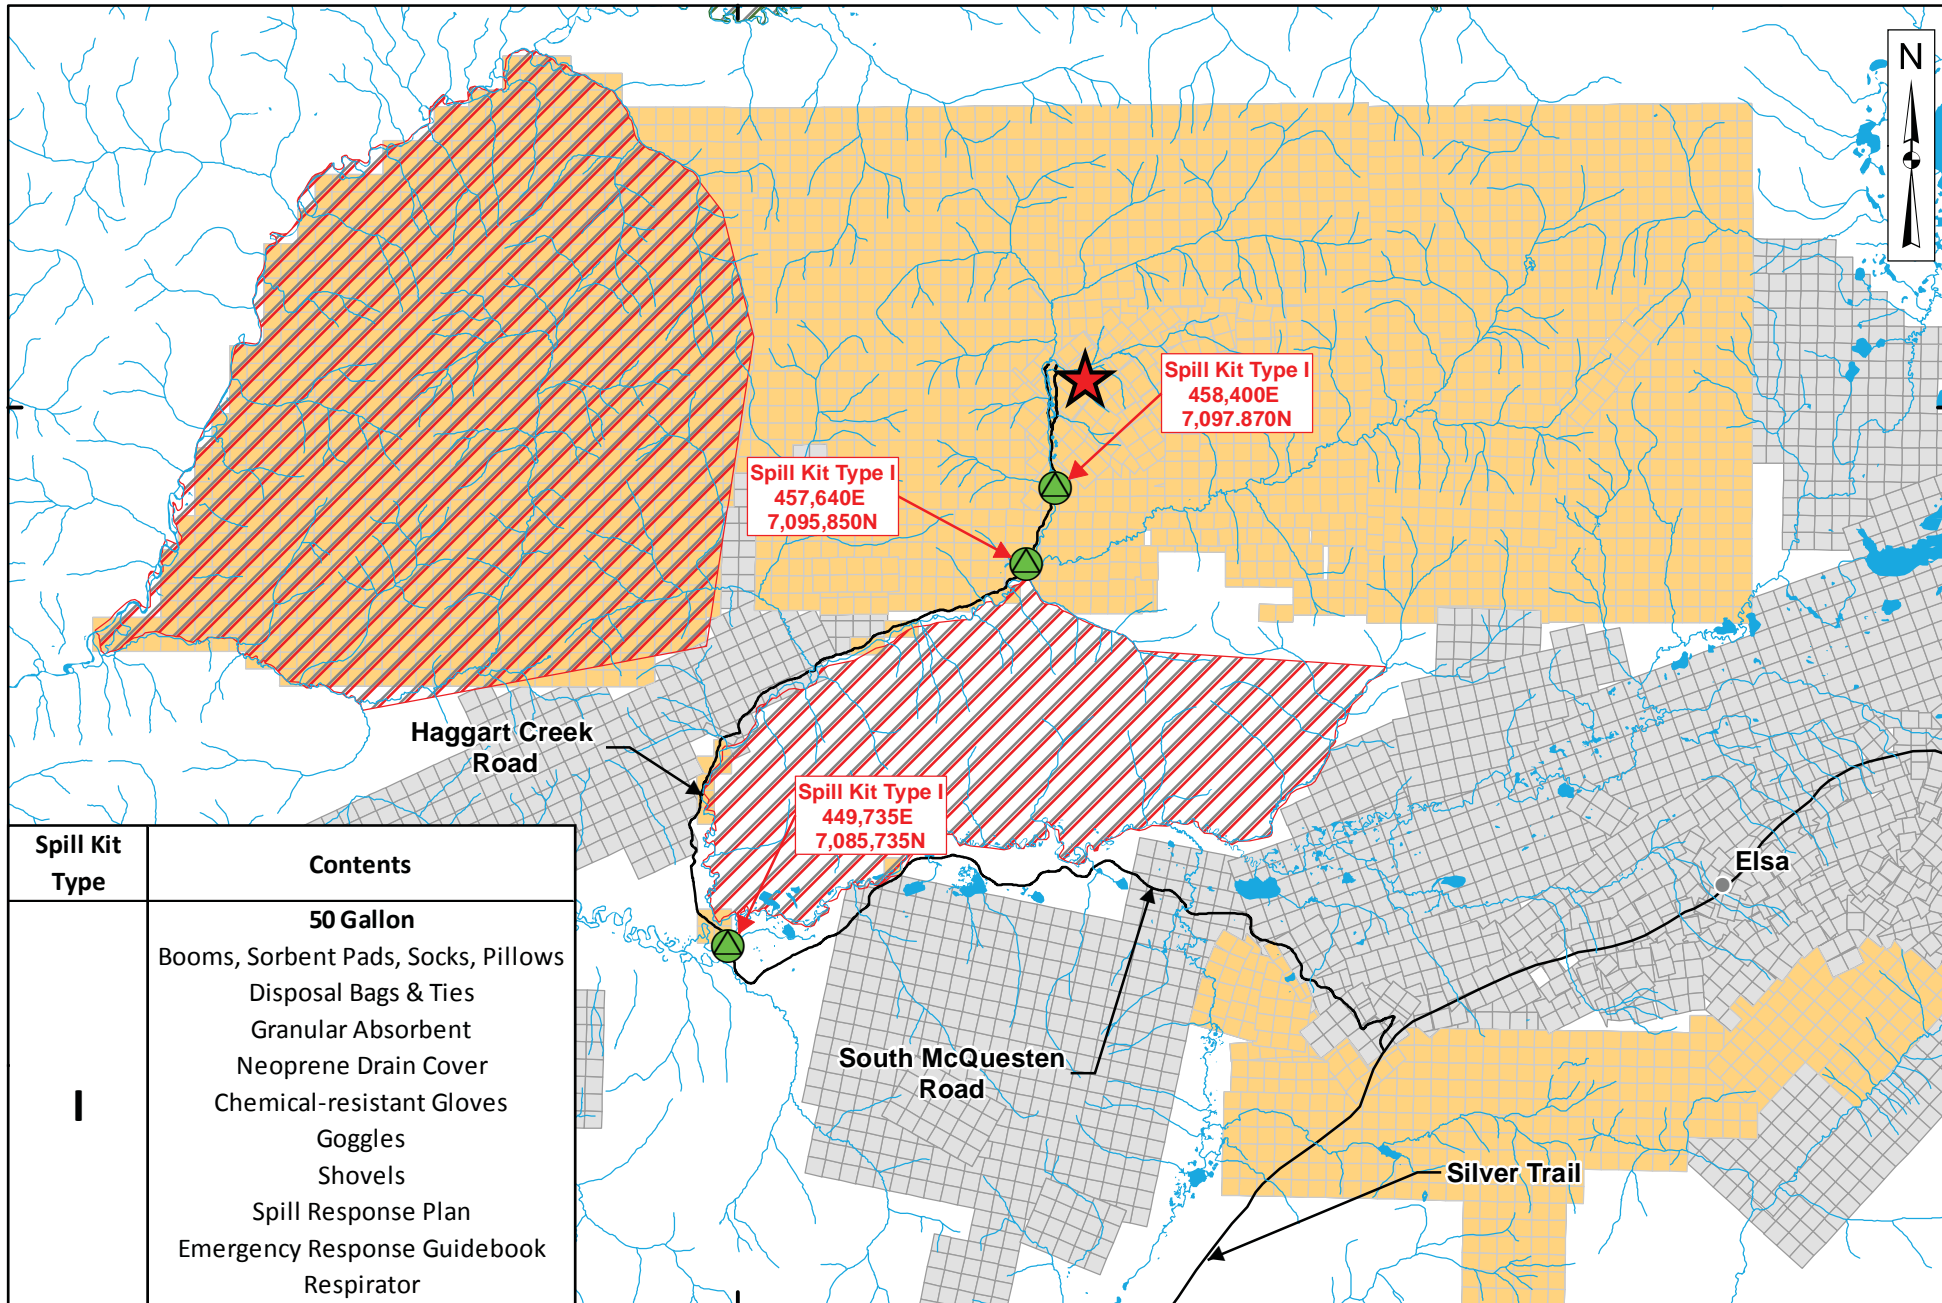 N
Spill Kit Type I
458,400E
7,097.870N
Spill Kit Type I
457,640E
7,095,850N
Haggart Creek
Road
Spill Kit Type I
449,735E
7,085,735N
Elsa
South McQuesten
Road
Silver Trail
Spill Kit
Type
Contents
I
50 Gallon
Booms, Sorbent Pads, Socks, Pillows
Disposal Bags & Ties
Granular Absorbent
Neoprene Drain Cover
Chemical-resistant Gloves
Goggles
Shovels
Spill Response Plan
Emergency Response Guidebook
Respirator